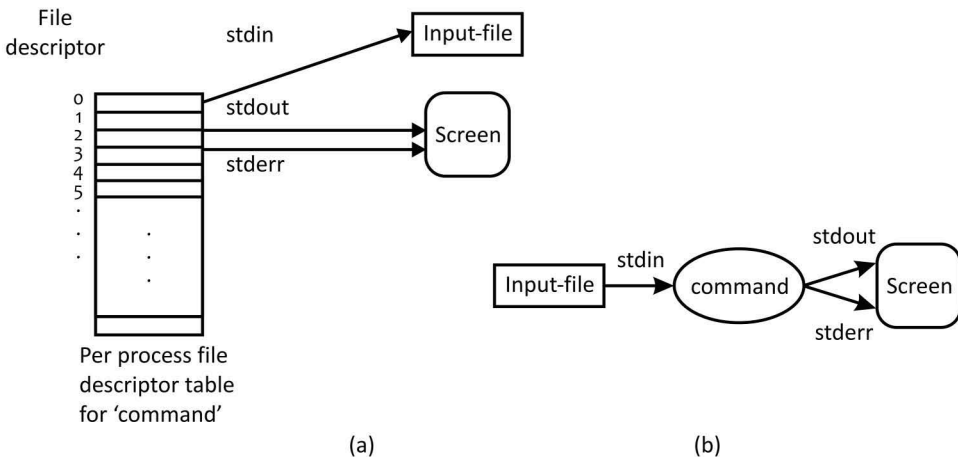 File
descriptor
stdin
Input-file
0
1
2
3
4
5
.
.
.
.
.
.
stdout
stderr
Screen
Per process file
descriptor table
for ‘command’
(a)
Input-file
stdin
command
stdout
stderr
Screen
(b)